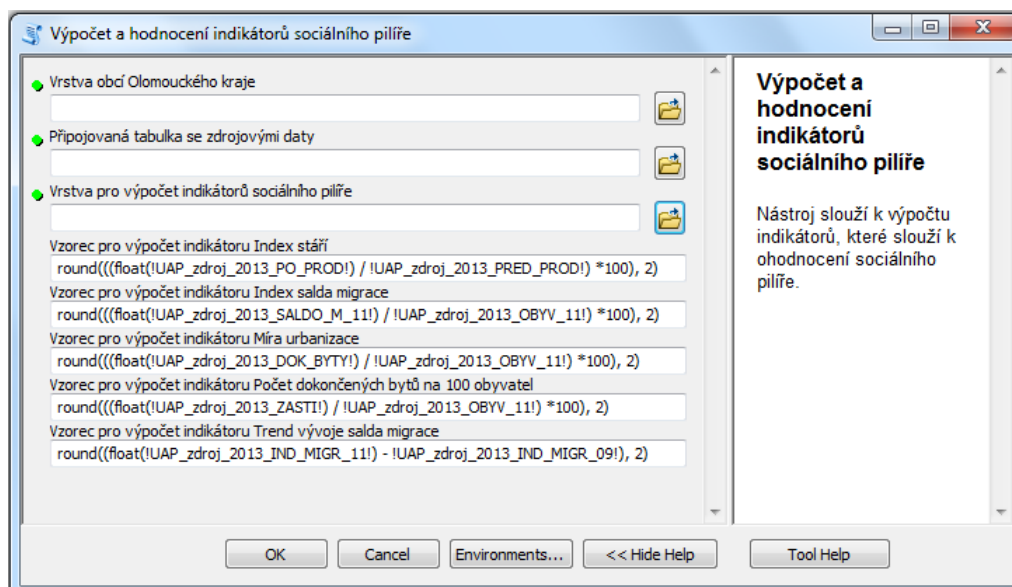 Výpočet a hodnocení indikátorů sociálního pilíře
Vrstva obcí Olomouckého kraje
Připojovaná tabulka se zdrojovými daty
Vrstva pro výpočet indikátorů sociálního pilíře
Vzorec pro výpočet indikátoru Index stáří
round(((float(!UAP_zdroj_2013_PO_PROD!) / !UAP_zdroj_2013_PRED_PROD!) *100), 2)
Vzorec pro výpočet indikátoru Index salda migrace
round(((float(!UAP_zdroj_2013_SALDO_M_11!) / !UAP_zdroj_2013_OBYV_11!) *100), 2)
Vzorec pro výpočet indikátoru Míra urbanizace
round(((float(!UAP_zdroj_2013_DOK_BYTY!) / !UAP_zdroj_2013_OBYV_11!) *100), 2)
Vzorec pro výpočet indikátoru Počet dokončených bytů na 100 obyvatel
round(((float(!UAP_zdroj_2013_ZASTI!) / !UAP_zdroj_2013_OBYV_11!) *100), 2)
Vzorec pro výpočet indikátoru Trend vývoje salda migrace
round((float(!UAP_zdroj_2013_IND_MIGR_11!) - !UAP_zdroj_2013_IND_MIGR_09!), 2)
Výpočet a
hodnocení
indikátorů
sociálního pilíře
Nástroj slouží k výpočtu
indikátorů, které slouží k
ohodnocení sociálního
pilíře.
OK
Cancel
Environments...
<< Hide Help
Tool Help